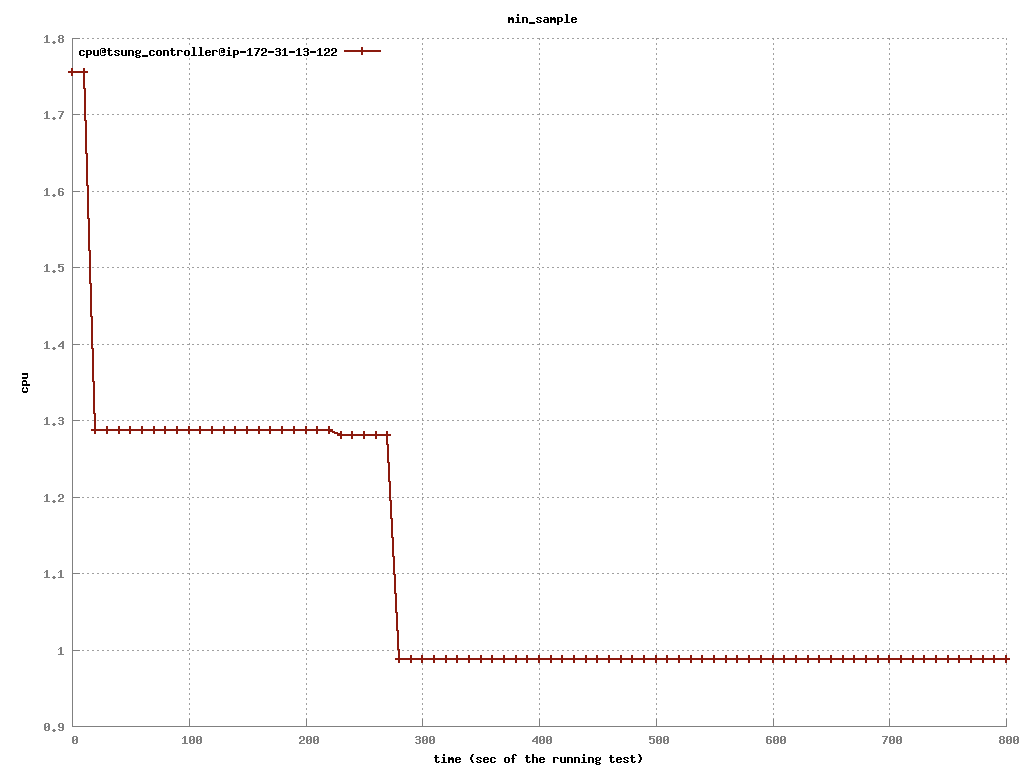 min_sample
cpu@tsung_controller@ip-172-31-13-122
1.8
1.7
1.6
1.5
1.4
1.3
1.2
1.1
1
0.9
cpu
0 100 200 300 400 500 600 700 800
time (sec of the running test)